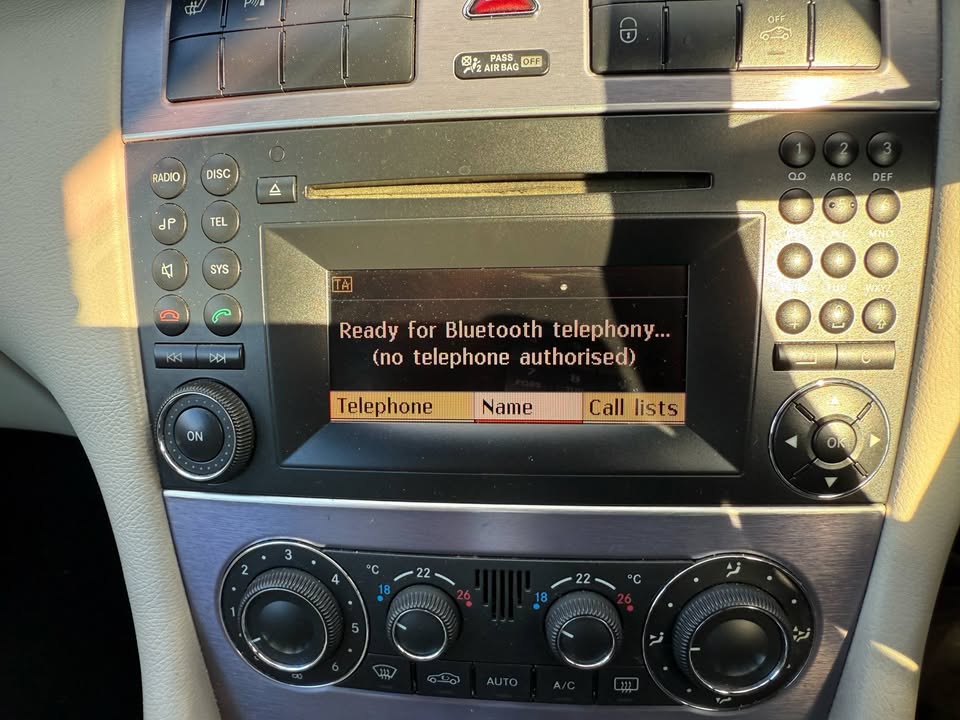 PASS
AIR BAG OFF
2
OFF
RADIO
DISC
TEL
SYS
ON
1
2 ABC
3 DEF
TA
Ready for Bluetooth telephony...
(no telephone authorised)
Telephone Name Call lists
OK
C
1 2 3 4 5 6
°C 18 22 26
18 22 26 °C
AUTO
A/C